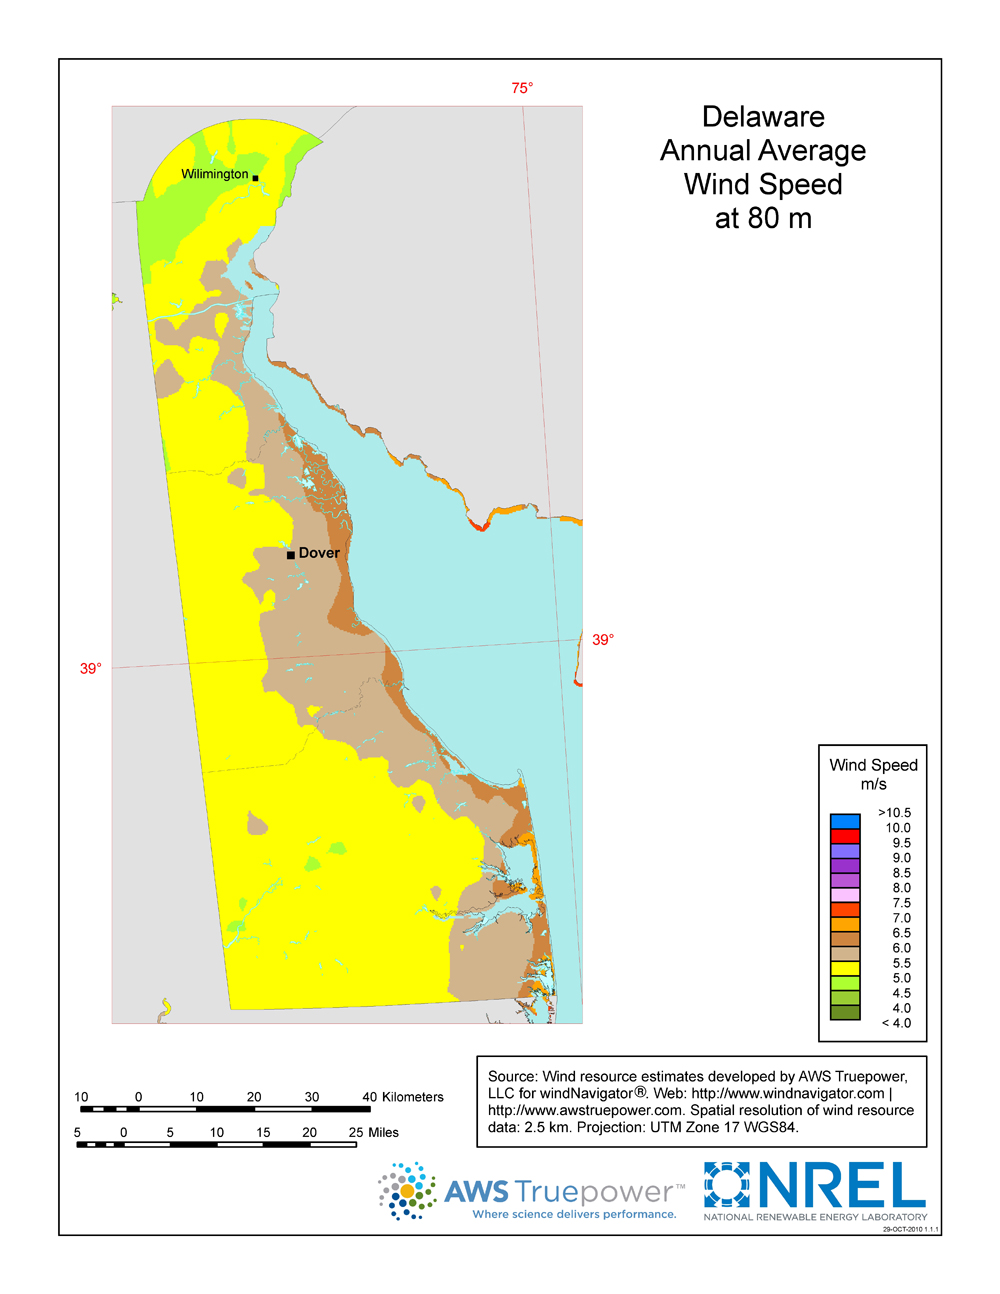 75°
Delaware
Annual Average
Wind Speed
at 80 m
Wilimington
Dover
39°
39°
Wind Speed
m/s
>10.5
10.0
9.5
9.0
8.5
8.0
7.5
7.0
6.5
6.0
5.5
5.0
4.5
4.0
< 4.0
Source: Wind resource estimates developed by AWS Truepower,
LLC for windNavigator®. Web: http://www.windnavigator.com |
http://www.awstruepower.com. Spatial resolution of wind resource
data: 2.5 km. Projection: UTM Zone 17 WGS84.
10 0 10 20 30 40 Kilometers
5 0 5 10 15 20 25 Miles
AWS Truepower™
Where science delivers performance.
NREL
NATIONAL RENEWABLE ENERGY LABORATORY
29-OCT-2010 1.1.1